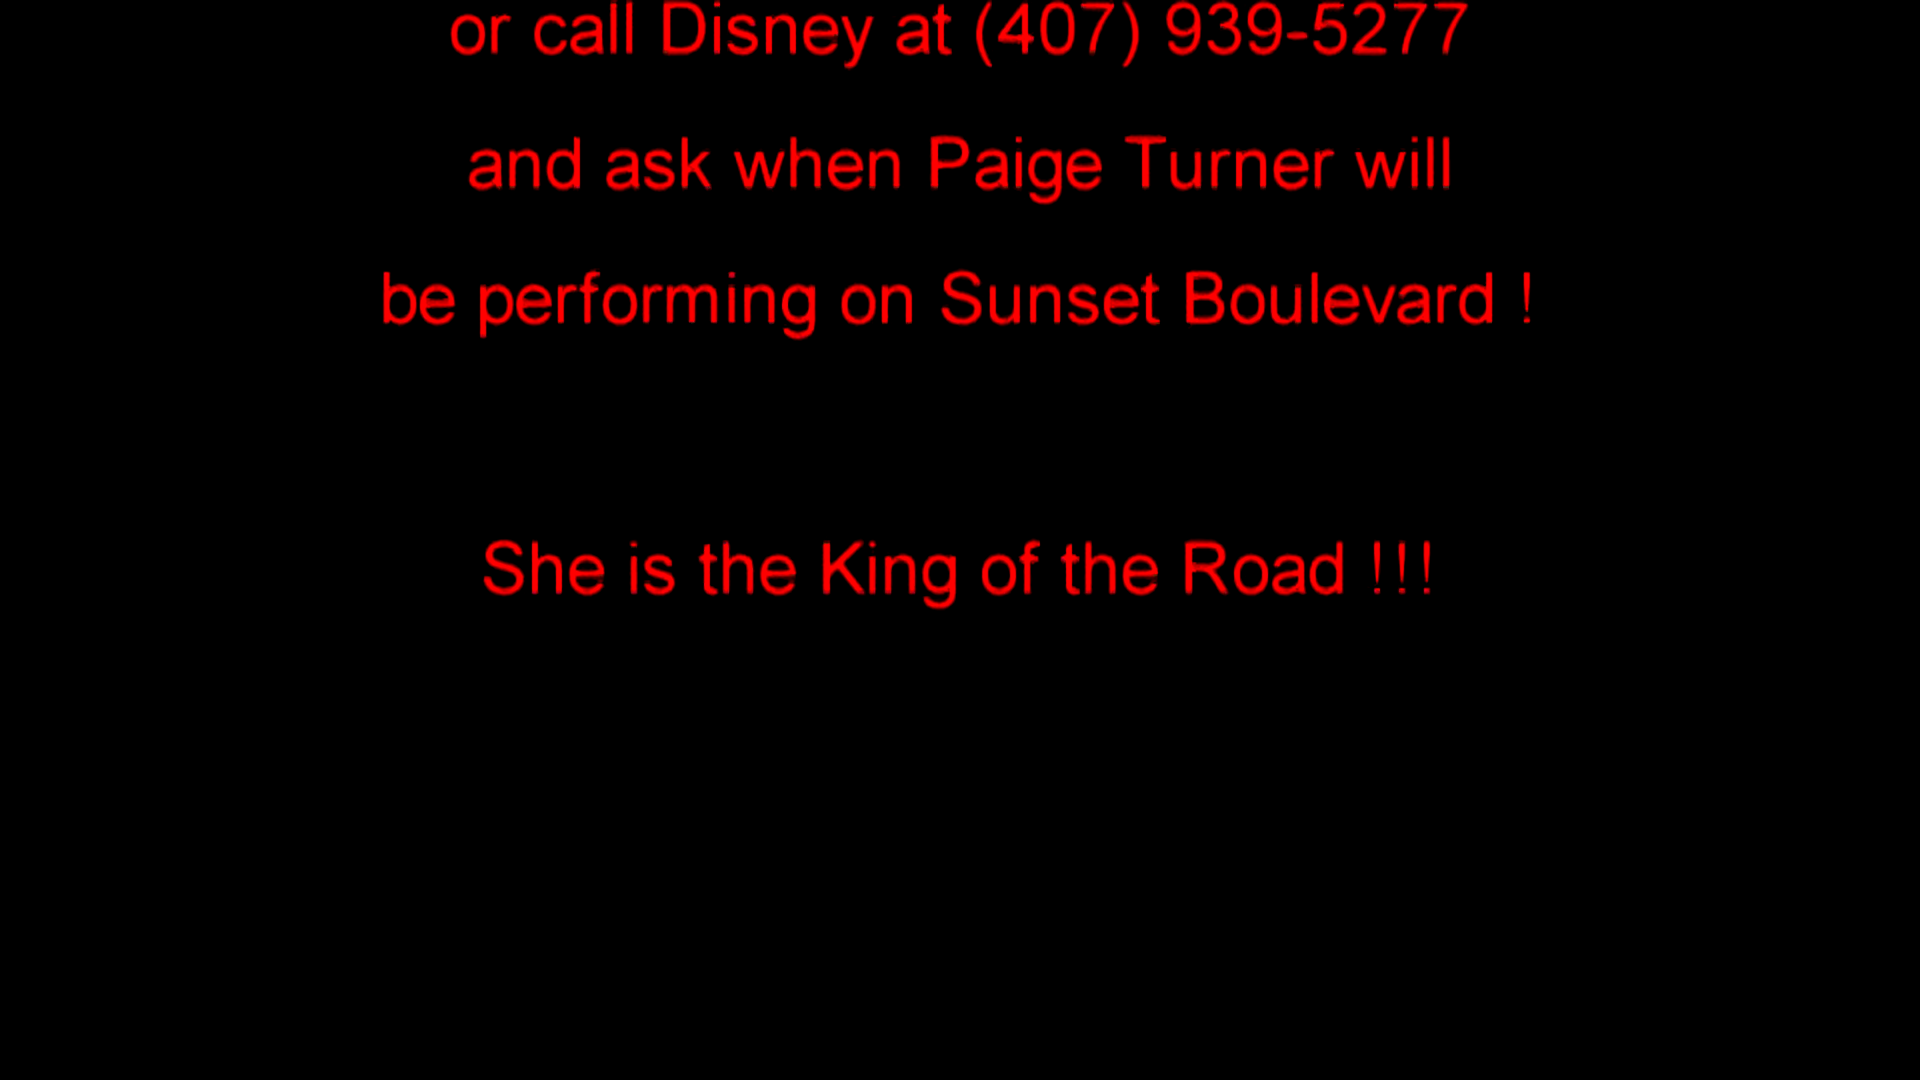 or call Disney at (407) 939-5277
and ask when Paige Turner will
be performing on Sunset Boulevard !
She is the King of the Road !!!